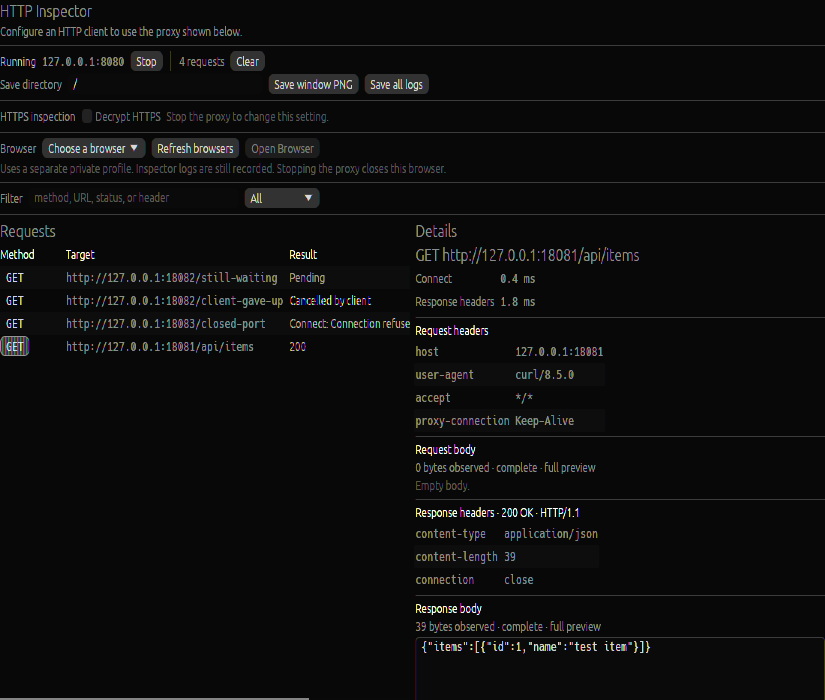 HTTP Inspector
Configure an HTTP client to use the proxy shown below.
Running 127.0.0.1:8080 Stop 4 requests Clear
Save directory / Save window PNG Save all logs
HTTPS inspection Decrypt HTTPS Stop the proxy to change this setting.
Browser Choose a browser ▼ Refresh browsers Open Browser
Uses a separate private profile. Inspector logs are still recorded. Stopping the proxy closes this browser.
Filter method, URL, status, or header All ▼
Requests
Method Target Result
GET http://127.0.0.1:18082/still-waiting Pending
GET http://127.0.0.1:18082/client-gave-up Cancelled by client
GET http://127.0.0.1:18083/closed-port Connect: Connection refuse
GET http://127.0.0.1:18081/api/items 200
Details
GET http://127.0.0.1:18081/api/items
Connect 0.4 ms
Response headers 1.8 ms
Request headers
host 127.0.0.1:18081
user-agent curl/8.5.0
accept */*
proxy-connection Keep-Alive
Request body
0 bytes observed · complete · full preview
Empty body.
Response headers · 200 OK · HTTP/1.1
content-type application/json
content-length 39
connection close
Response body
39 bytes observed · complete · full preview
{"items":[{"id":1,"name":"test item"}]}